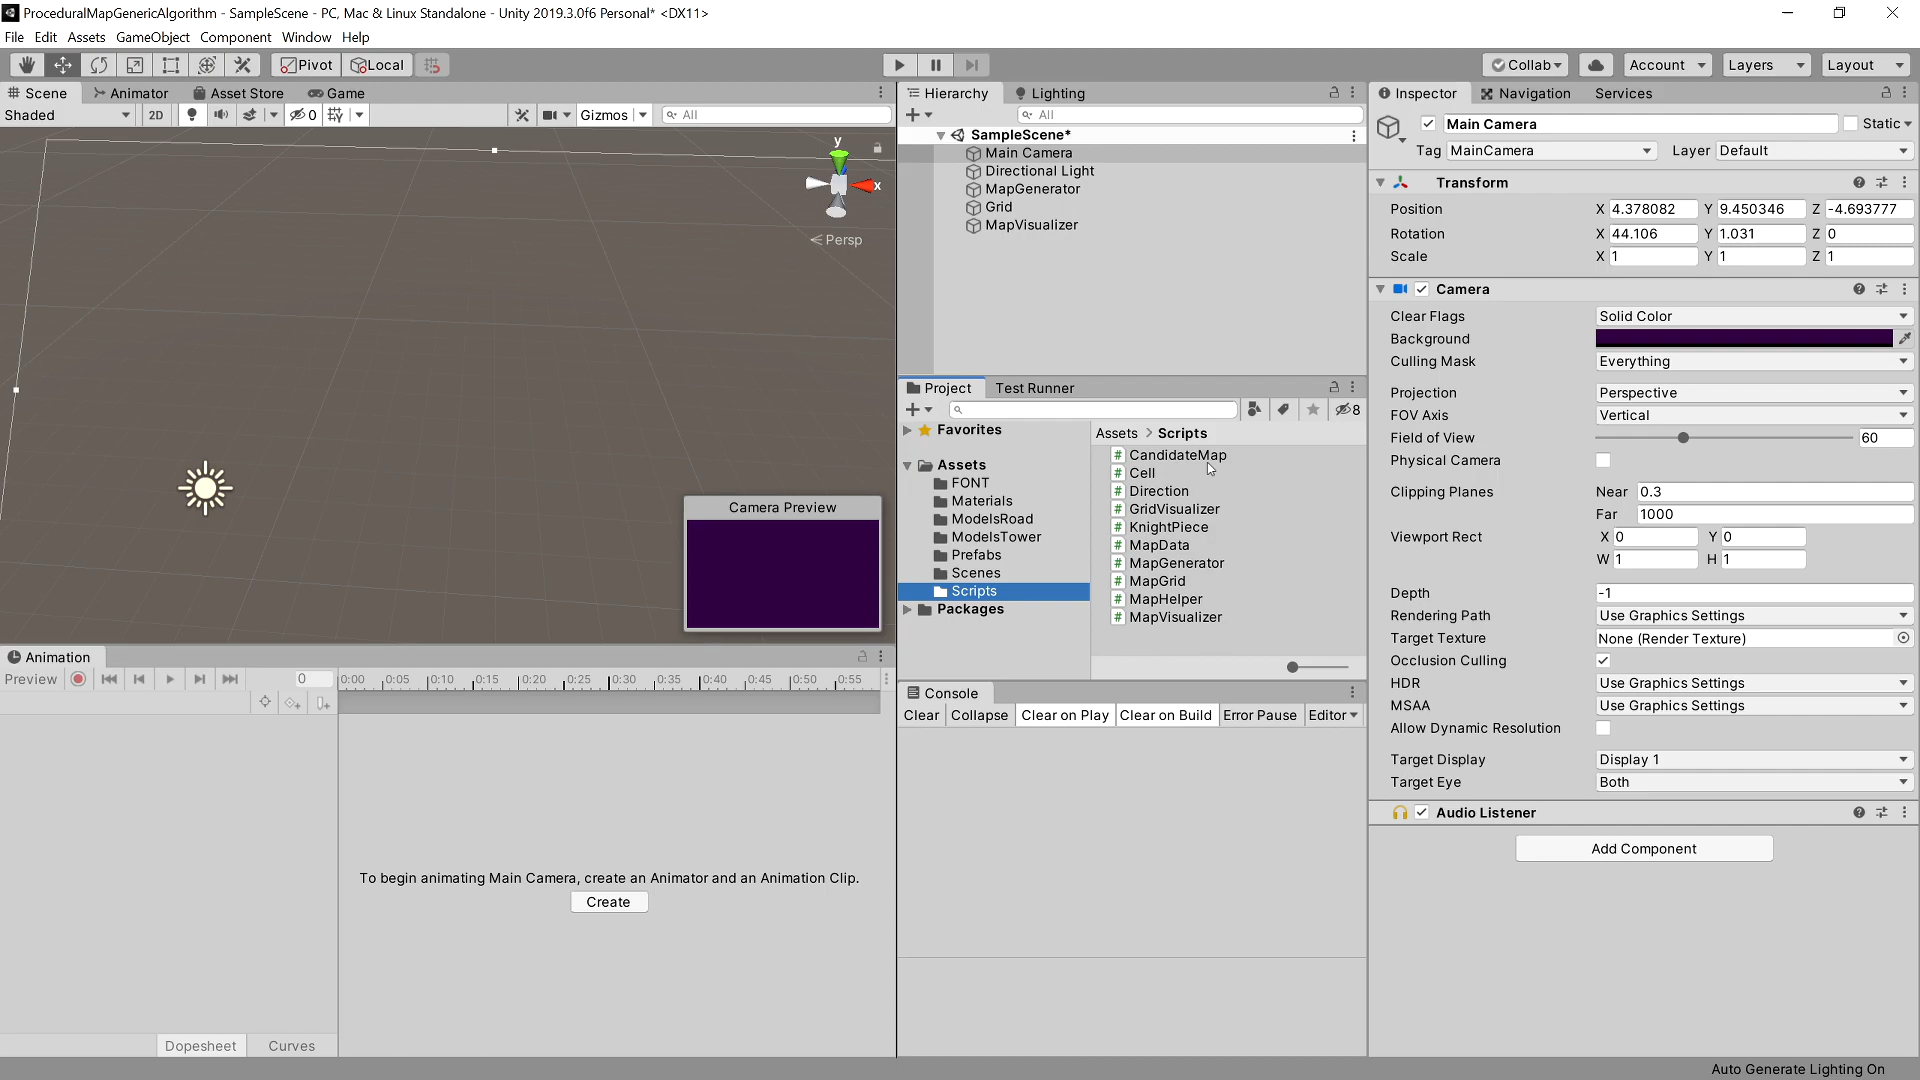 ProceduralMapGenericAlgorithm - SampleScene - PC, Mac & Linux Standalone - Unity 2019.3.0f6 Personal* <DX11>
File Edit Assets GameObject Component Window Help
Pivot Local
Collab Account Layers Layout
Scene Animator Asset Store Game
Shaded 2D 0 Gizmos All
y
x
Persp
Camera Preview
Hierarchy Lighting
All
SampleScene*
Main Camera
Directional Light
MapGenerator
Grid
MapVisualizer
Project Test Runner
8
Favorites
Assets
FONT
Materials
ModelsRoad
ModelsTower
Prefabs
Scenes
Scripts
Packages
Assets > Scripts
CandidateMap
Cell
Direction
GridVisualizer
KnightPiece
MapData
MapGenerator
MapGrid
MapHelper
MapVisualizer
Console
Clear Collapse Clear on Play Clear on Build Error Pause Editor
Animation
Preview 0 0:00 0:05 0:10 0:15 0:20 0:25 0:30 0:35 0:40 0:45 0:50 0:55
To begin animating Main Camera, create an Animator and an Animation Clip.
Create
Dopesheet Curves
Inspector Navigation Services
Main Camera Static
Tag MainCamera Layer Default
Transform
Position X 4.378082 Y 9.450346 Z -4.693777
Rotation X 44.106 Y 1.031 Z 0
Scale X 1 Y 1 Z 1
Camera
Clear Flags Solid Color
Background
Culling Mask Everything
Projection Perspective
FOV Axis Vertical
Field of View 60
Physical Camera
Clipping Planes Near 0.3
Far 1000
Viewport Rect X 0 Y 0
W 1 H 1
Depth -1
Rendering Path Use Graphics Settings
Target Texture None (Render Texture)
Occlusion Culling
HDR Use Graphics Settings
MSAA Use Graphics Settings
Allow Dynamic Resolution
Target Display Display 1
Target Eye Both
Audio Listener
Add Component
Auto Generate Lighting On